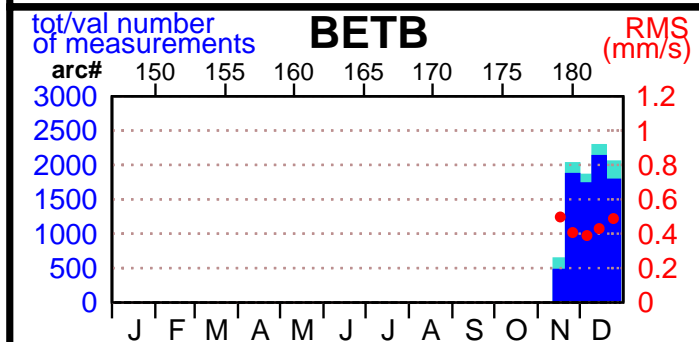 tot/val number
of measurements
BETB
RMS
(mm/s)
arc# 150 155 160 165 170 175 180
3000 1.2
2500 1
2000 0.8
1500 0.6
1000 0.4
500 0.2
0 0
J F M A M J J A S O N D